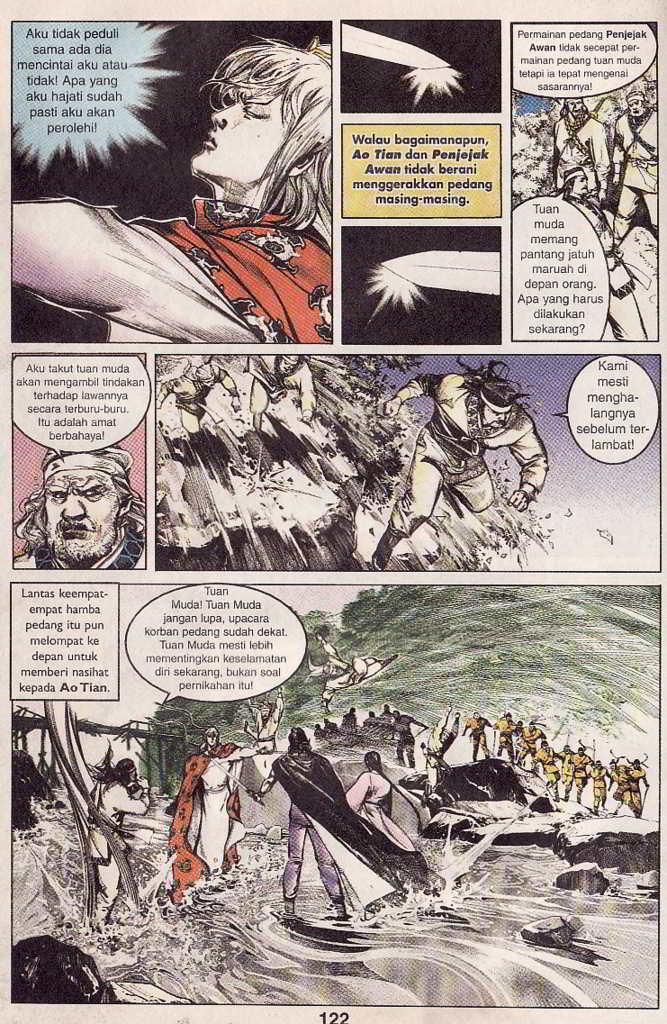 Aku tidak peduli
sama ada dia
mencintai aku atau
tidak! Apa yang
aku hajati sudah
pasti aku akan
perolehi!
Walau bagaimanapun,
Ao Tian dan Penjejak
Awan tidak berani
menggerakkan pedang
masing-masing.
Permainan pedang Penjejak
Awan tidak secepat per-
mainan pedang tuan muda
tetapi ia tepat mengenai
sasarannya!
Tuan
muda
memang
pantang jatuh
maruah di
depan orang.
Apa yang harus
dilakukan
sekarang?
Aku takut tuan muda
akan mengambil tindakan
terhadap lawannya
secara terburu-buru.
Itu adalah amat
berbahaya!
Kami
mesti
mengha-
langnya
sebelum ter-
lambat!
Lantas keempat-
empat hamba
pedang itu pun
melompat ke
depan untuk
memberi nasihat
kepada Ao Tian.
Tuan
Muda! Tuan Muda
jangan lupa, upacara
korban pedang sudah dekat.
Tuan Muda mesti lebih
mementingkan keselamatan
diri sekarang, bukan soal
pernikahan itu!
122